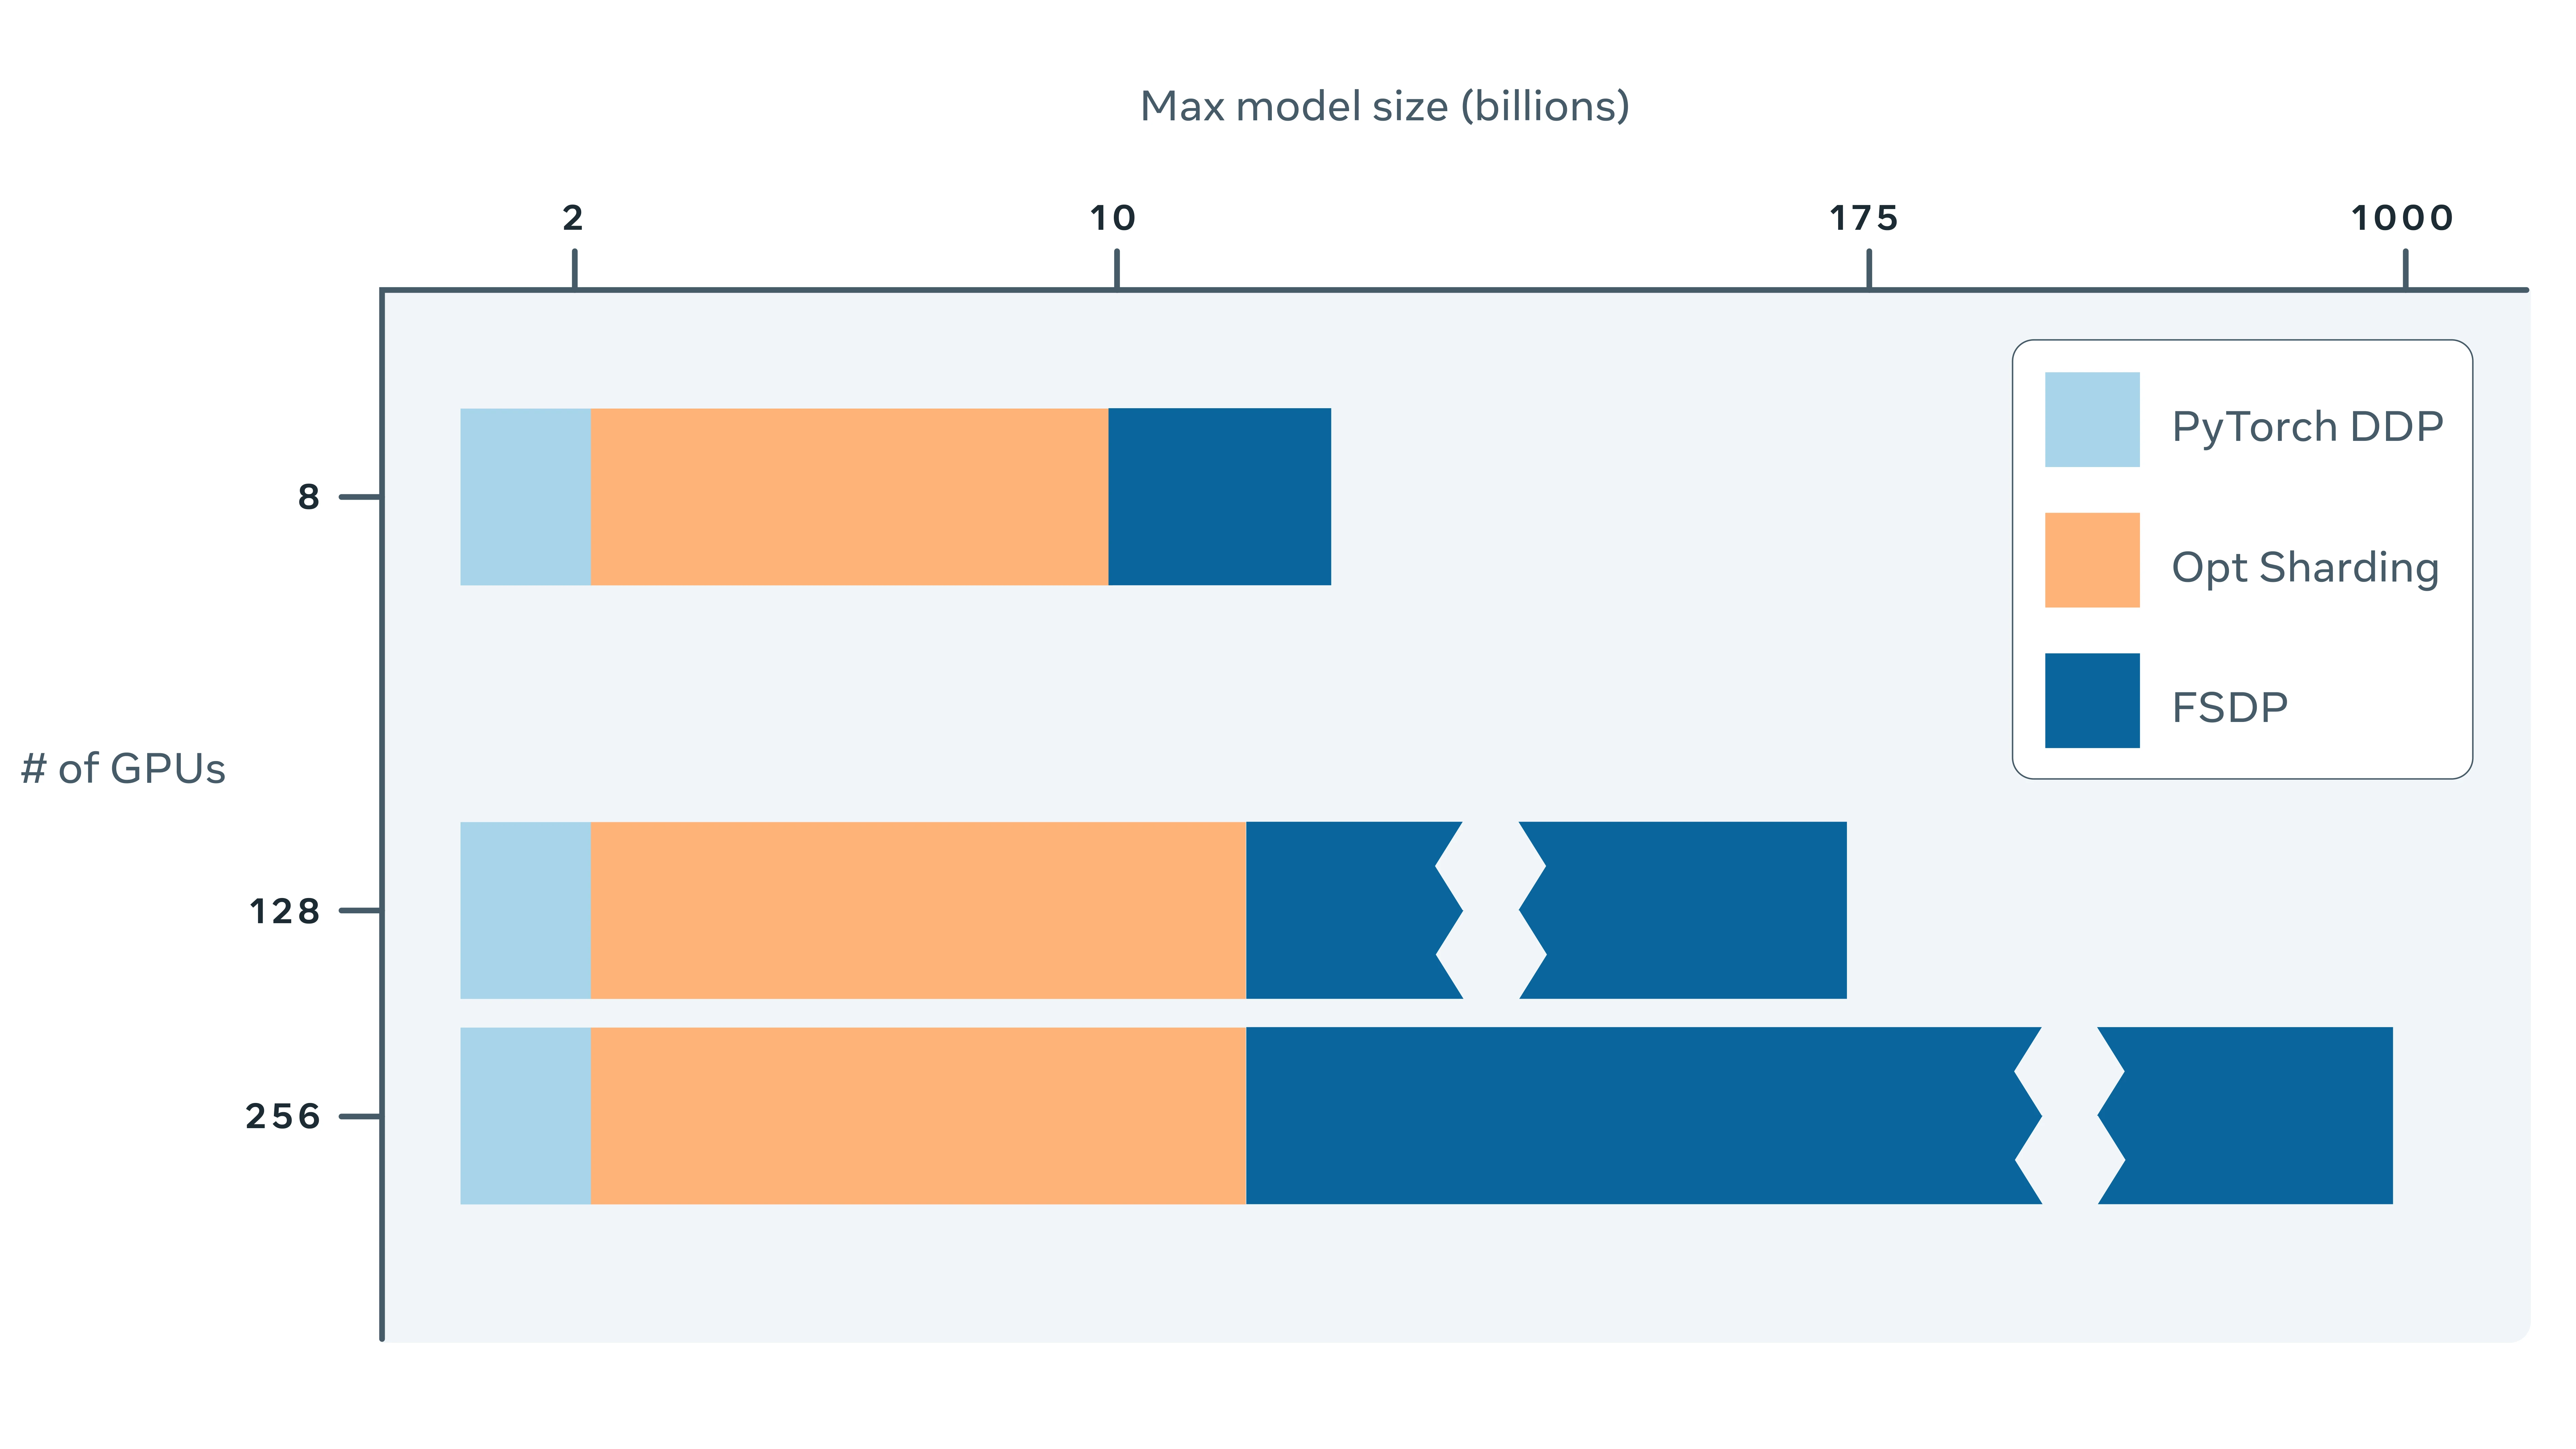 Max model size (billions)
2 10 175 1000
PyTorch DDP
Opt Sharding
FSDP
# of GPUs
8
128
256